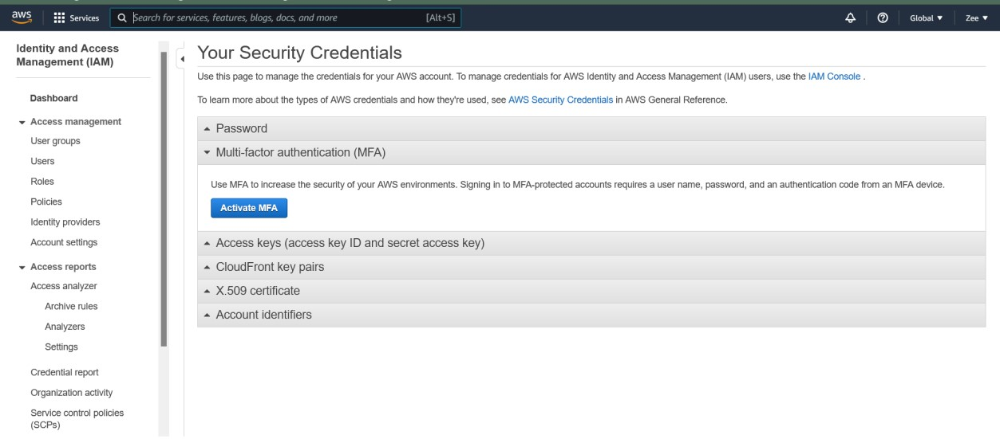 aws
Services
Search for services, features, blogs, docs, and more
[Alt+S]
Global
Zee
Identity and Access
Management (IAM)
Dashboard
Access management
User groups
Users
Roles
Policies
Identity providers
Account settings
Access reports
Access analyzer
Archive rules
Analyzers
Settings
Credential report
Organization activity
Service control policies
(SCPs)
Your Security Credentials
Use this page to manage the credentials for your AWS account. To manage credentials for AWS Identity and Access Management (IAM) users, use the IAM Console .
To learn more about the types of AWS credentials and how they're used, see AWS Security Credentials in AWS General Reference.
Password
Multi-factor authentication (MFA)
Use MFA to increase the security of your AWS environments. Signing in to MFA-protected accounts requires a user name, password, and an authentication code from an MFA device.
Activate MFA
Access keys (access key ID and secret access key)
CloudFront key pairs
X.509 certificate
Account identifiers